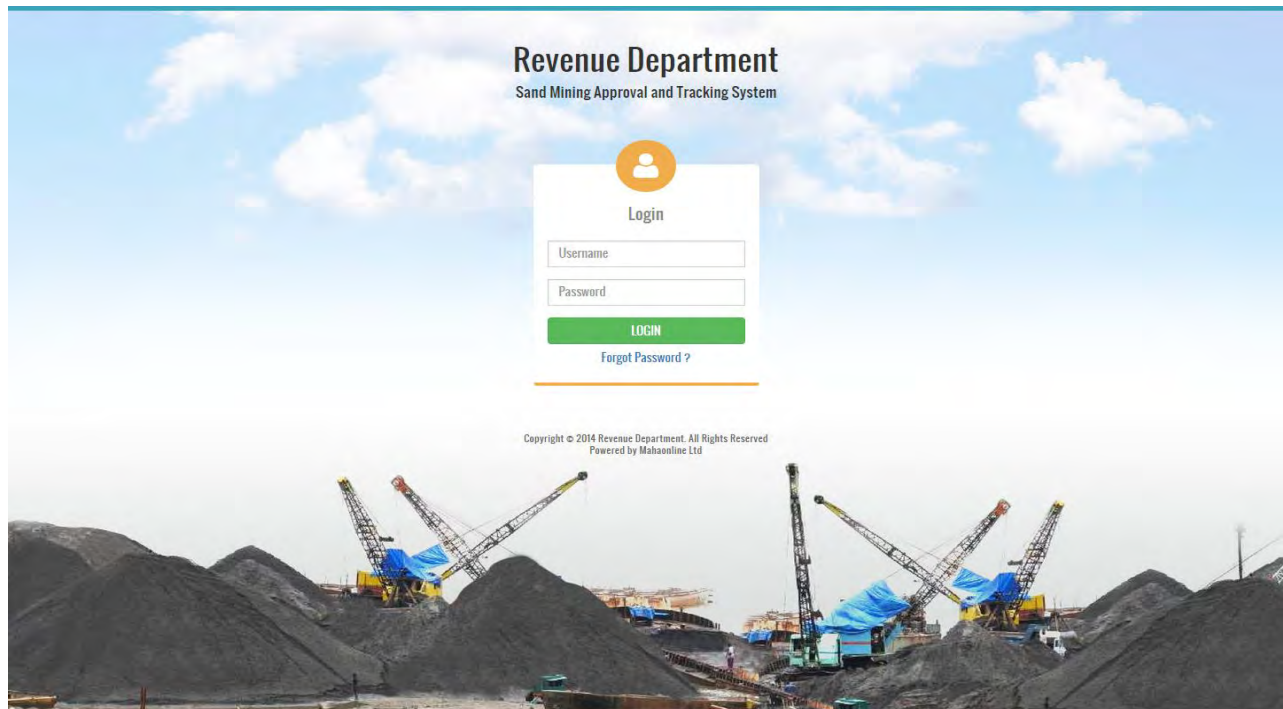 Revenue Department
Sand Mining Approval and Tracking System
Login
Username
Password
LOGIN
Forgot Password ?
Copyright © 2014 Revenue Department. All Rights Reserved
Powered by Mahaonline Ltd